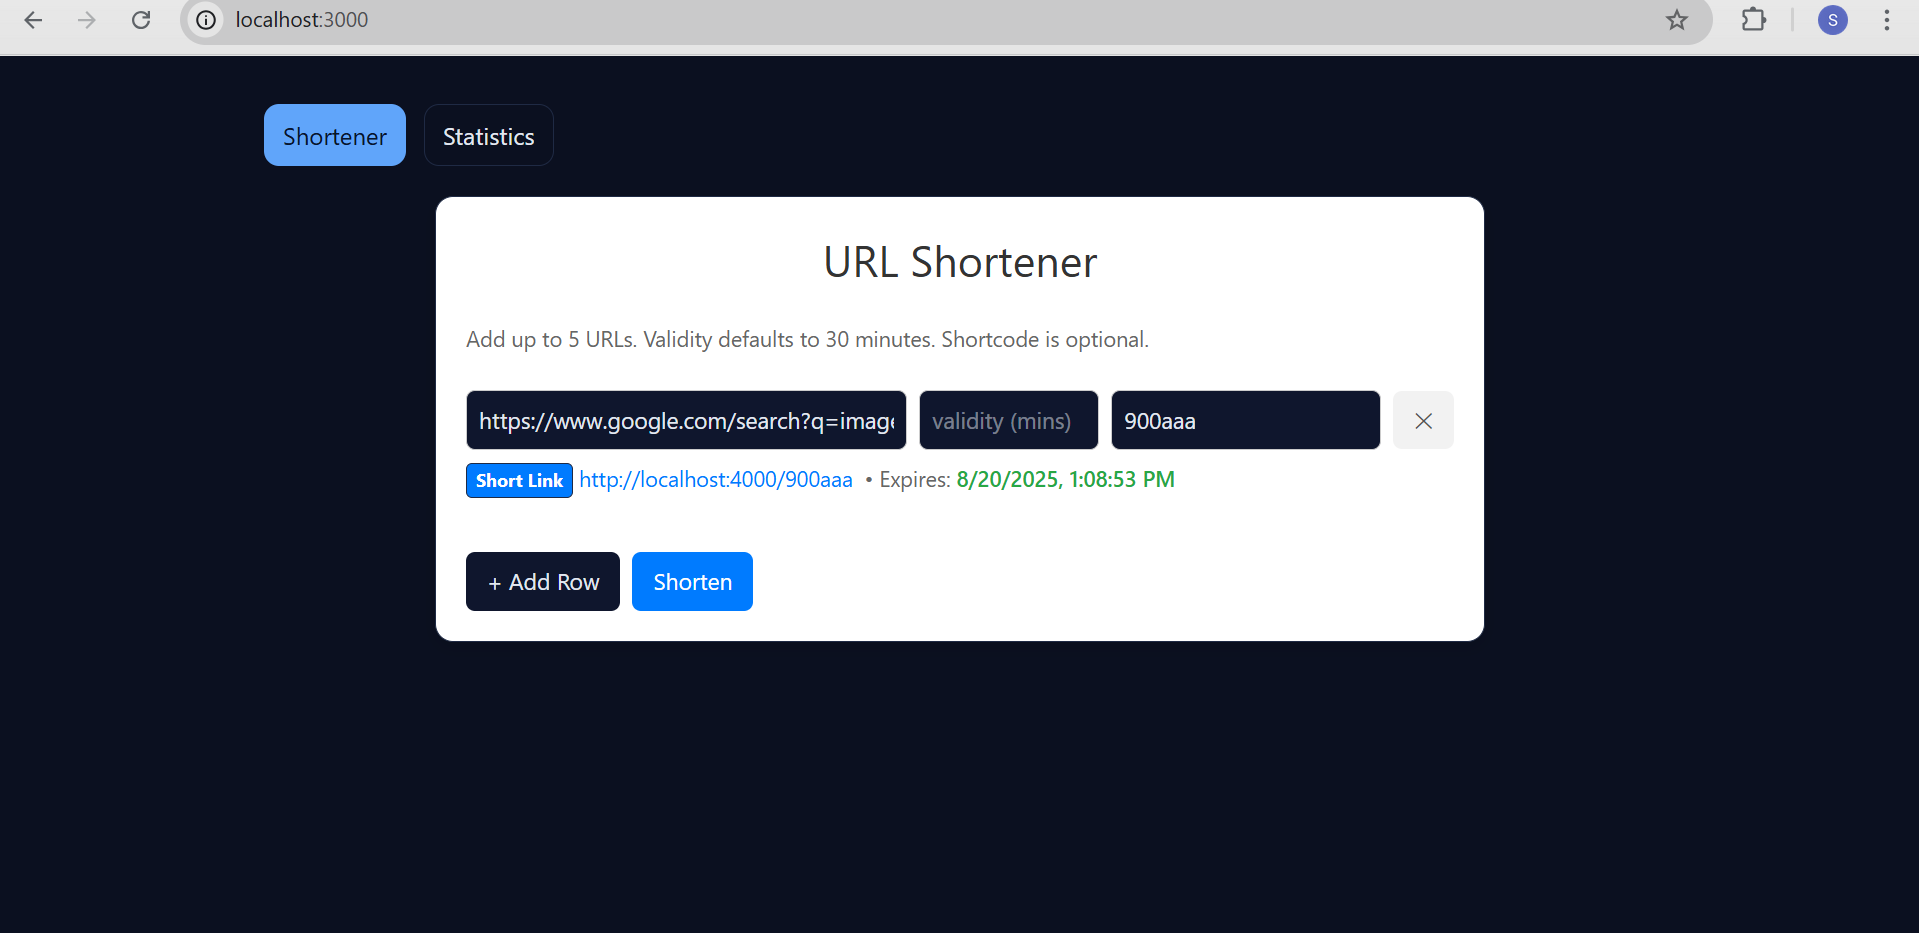 localhost:3000
S
Shortener Statistics
URL Shortener
Add up to 5 URLs. Validity defaults to 30 minutes. Shortcode is optional.
https://www.google.com/search?q=image validity (mins) 900aaa
Short Link http://localhost:4000/900aaa • Expires: 8/20/2025, 1:08:53 PM
+ Add Row Shorten